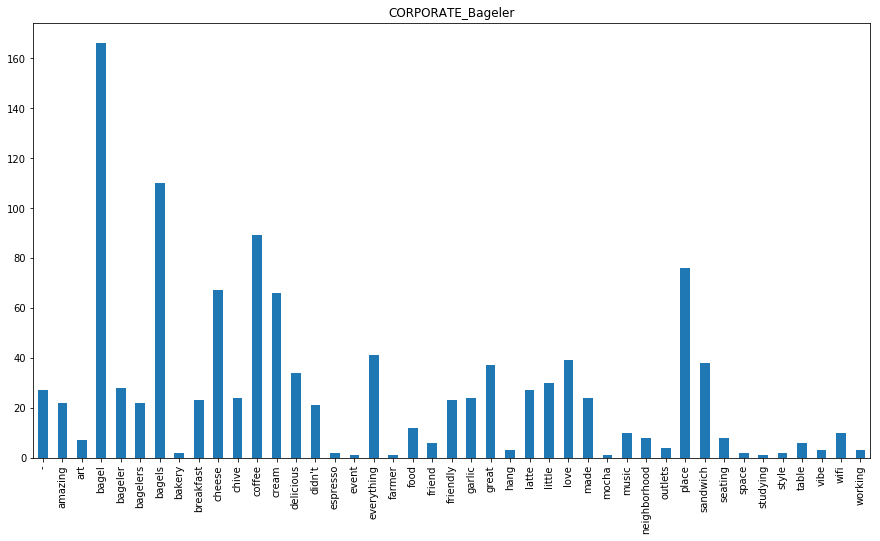 CORPORATE_Bageler
160
140
120
100
80
60
40
20
0
-
amazing
art
bagel
bageler
bagelers
bagels
bakery
breakfast
cheese
chive
coffee
cream
delicious
didn't
espresso
event
everything
farmer
food
friend
friendly
garlic
great
hang
latte
little
love
made
mocha
music
neighborhood
outlets
place
sandwich
seating
space
studying
style
table
vibe
wifi
working